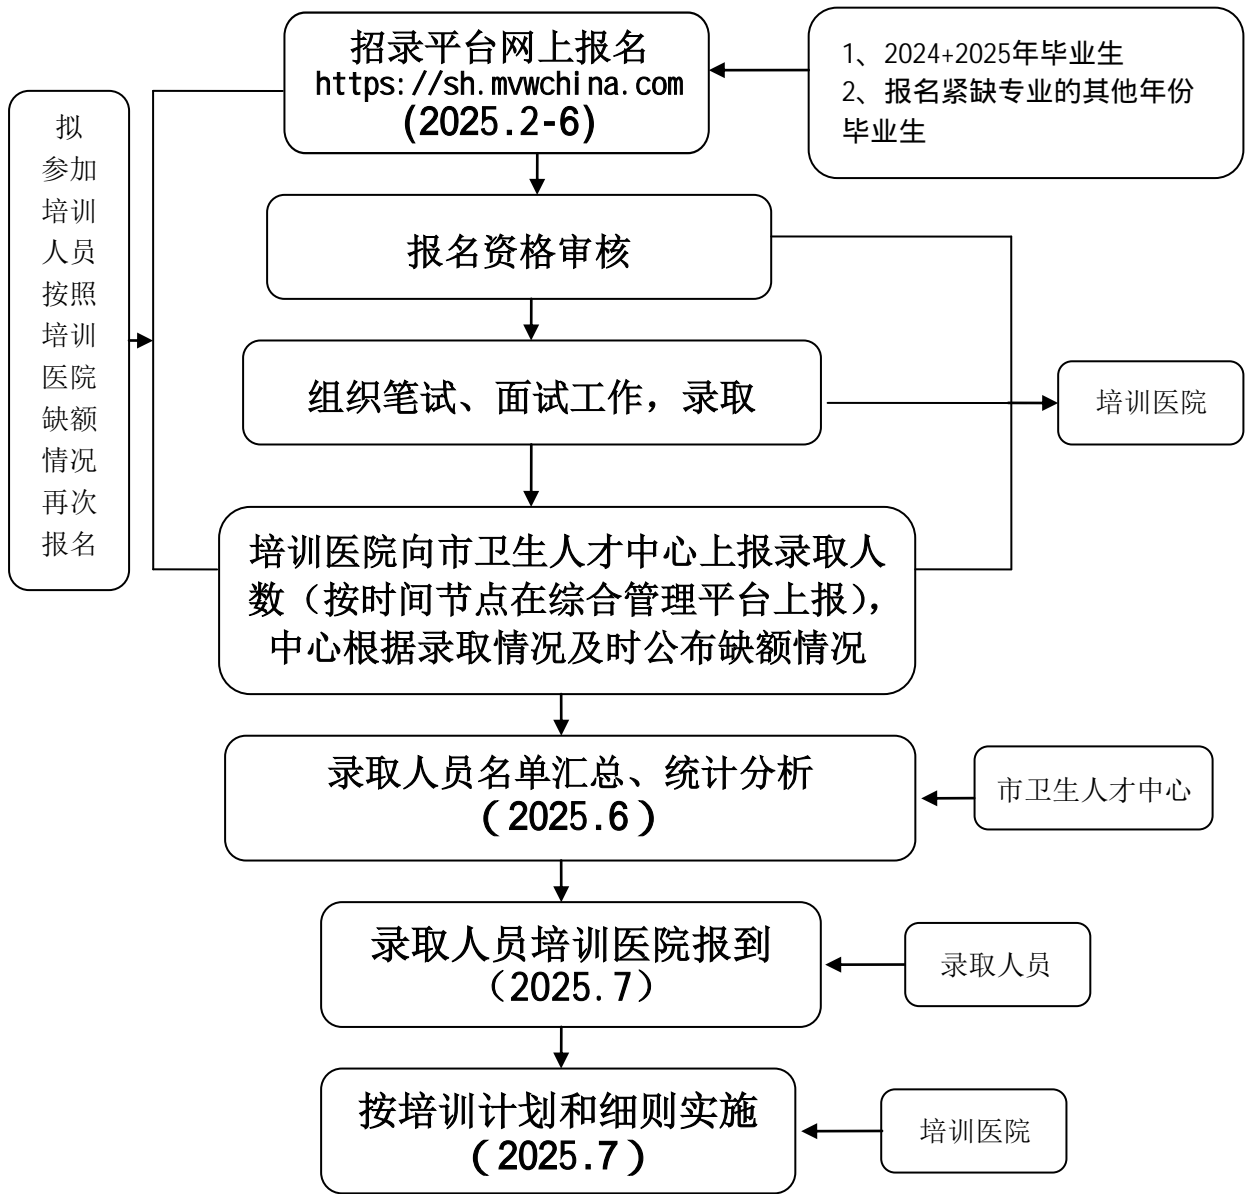 招录平台网上报名
https://sh.mvwchina.com
(2025.2-6)
1、2024+2025年毕业生
2、报名紧缺专业的其他年份
毕业生
拟
参加
培训
人员
按照
培训
医院
缺额
情况
再次
报名
报名资格审核
组织笔试、面试工作，录取
培训医院
培训医院向市卫生人才中心上报录取人
数（按时间节点在综合管理平台上报），
中心根据录取情况及时公布缺额情况
录取人员名单汇总、统计分析
（2025.6）
市卫生人才中心
录取人员培训医院报到
（2025.7）
录取人员
按培训计划和细则实施
（2025.7）
培训医院